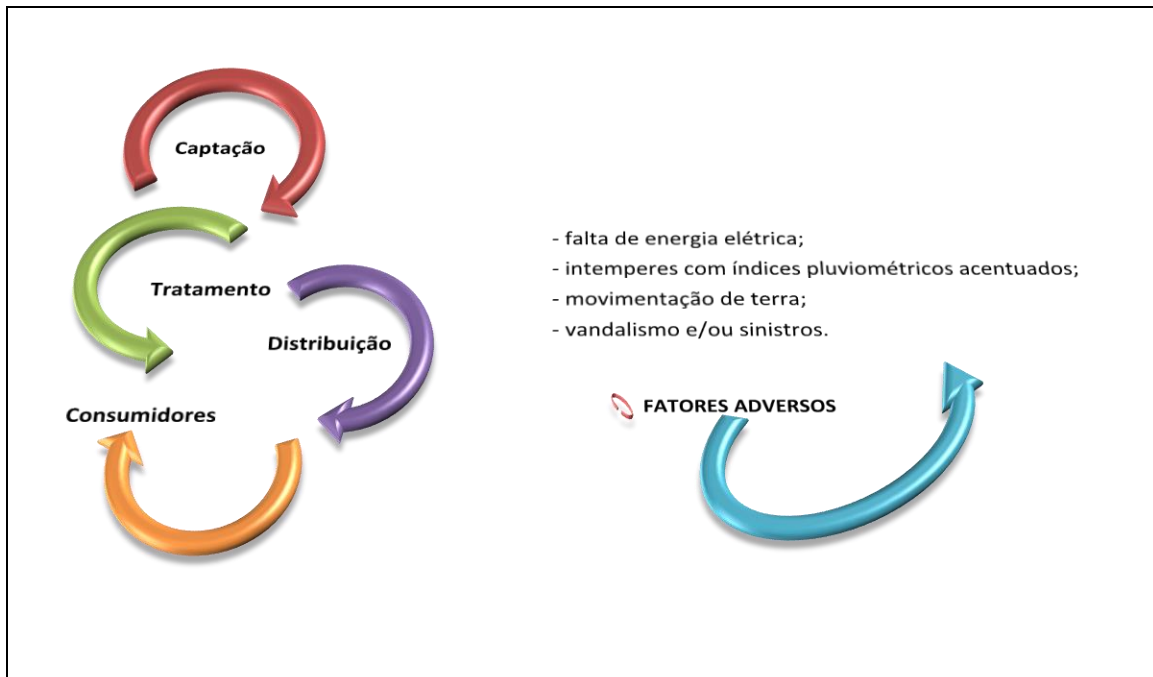 Captação
Tratamento
Distribuição
Consumidores
- falta de energia elétrica;
- intemperes com índices pluviométricos acentuados;
- movimentação de terra;
- vandalismo e/ou sinistros.
FATORES ADVERSOS